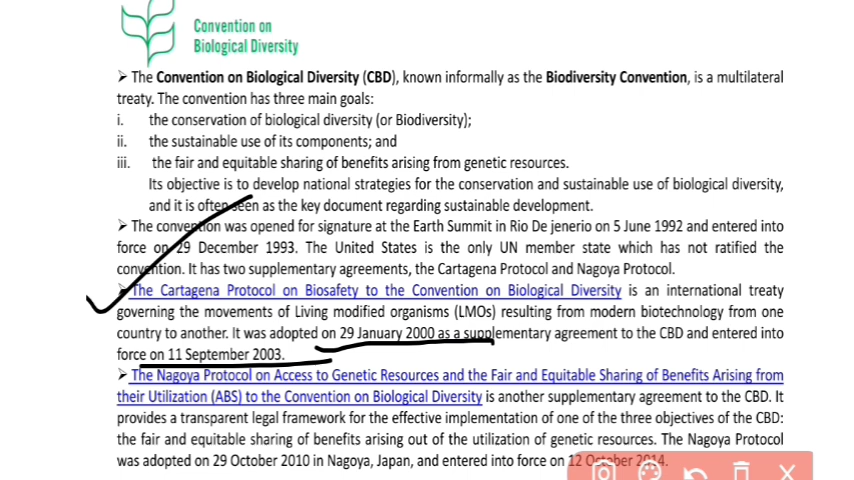 Convention on
Biological Diversity
➢ The Convention on Biological Diversity (CBD), known informally as the Biodiversity Convention, is a multilateral
treaty. The convention has three main goals:
i. the conservation of biological diversity (or Biodiversity);
ii. the sustainable use of its components; and
iii. the fair and equitable sharing of benefits arising from genetic resources.
Its objective is to develop national strategies for the conservation and sustainable use of biological diversity,
and it is often seen as the key document regarding sustainable development.
➢ The convention was opened for signature at the Earth Summit in Rio De jenerio on 5 June 1992 and entered into
force on 29 December 1993. The United States is the only UN member state which has not ratified the
convention. It has two supplementary agreements, the Cartagena Protocol and Nagoya Protocol.
➢ The Cartagena Protocol on Biosafety to the Convention on Biological Diversity is an international treaty
governing the movements of Living modified organisms (LMOs) resulting from modern biotechnology from one
country to another. It was adopted on 29 January 2000 as a supplementary agreement to the CBD and entered into
force on 11 September 2003.
➢ The Nagoya Protocol on Access to Genetic Resources and the Fair and Equitable Sharing of Benefits Arising from
their Utilization (ABS) to the Convention on Biological Diversity is another supplementary agreement to the CBD. It
provides a transparent legal framework for the effective implementation of one of the three objectives of the CBD:
the fair and equitable sharing of benefits arising out of the utilization of genetic resources. The Nagoya Protocol
was adopted on 29 October 2010 in Nagoya, Japan, and entered into force on 12 October 2014.